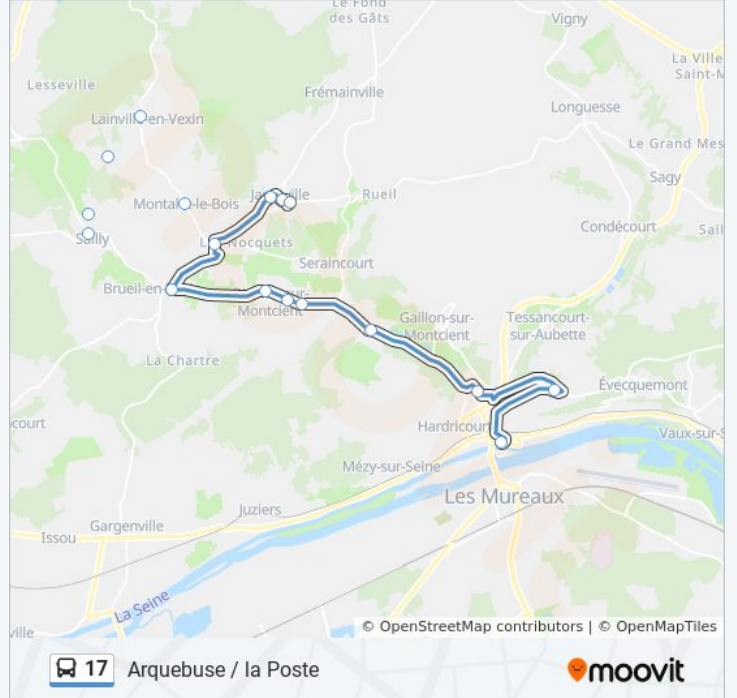 Le Fond
des Gâts
Vigny
La Ville
Saint-M
Lesseville
Frémainville
Longuesse
Lainville-en-Vexin
Le Grand Mes
Sagy
Rueil
Montal-le-Bois
Condécourt
Sail
Sailly
Nocquets
Seraincourt
Brueil-en-
Montcient
Gaillon-sur-
Montcient
Tessancourt-
sur-Aubette
La Chartre
Évecquemont
court
Hardricour
Vaux-sur-S
Mézy-sur-Seine
Les Mureaux
Juziers
Gargenville
Issou
La Seine
ville
© OpenStreetMap contributors | © OpenMapTiles
17 Arquebuse / la Poste
moovit